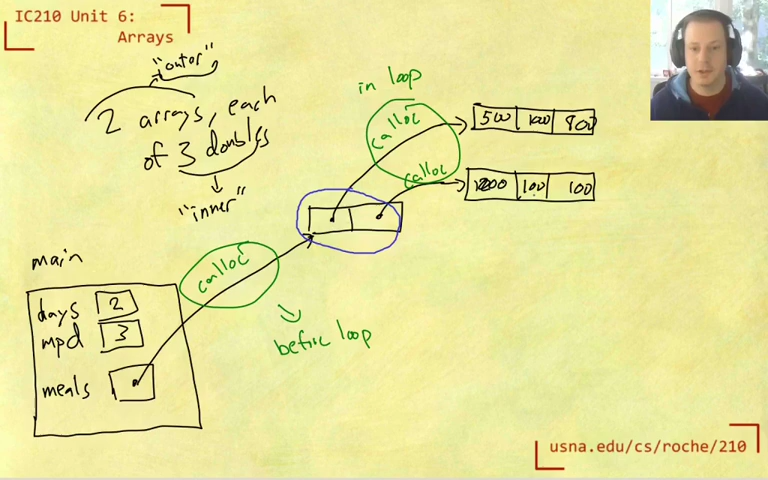 IC210 Unit 6:
Arrays
"outer"
2 arrays, each
of 3 doubles
"inner"
in loop
calloc
calloc
500 100 800
100 100
main
days 2
mpd 3
meals
calloc
before loop
usna.edu/cs/roche/210